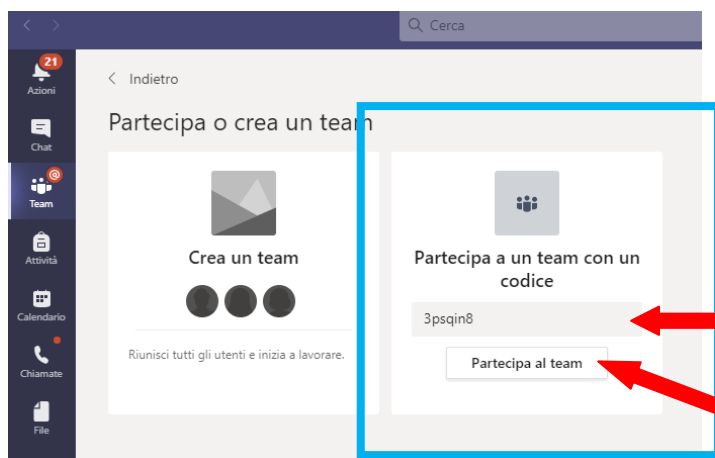 Cerca
21
Azioni
Chat
@
Team
Attività
Calendario
Chiamate
File
Indietro
Partecipa o crea un team
Crea un team
Riunisci tutti gli utenti e inizia a lavorare.
Partecipa a un team con un
codice
3psqin8
Partecipa al team